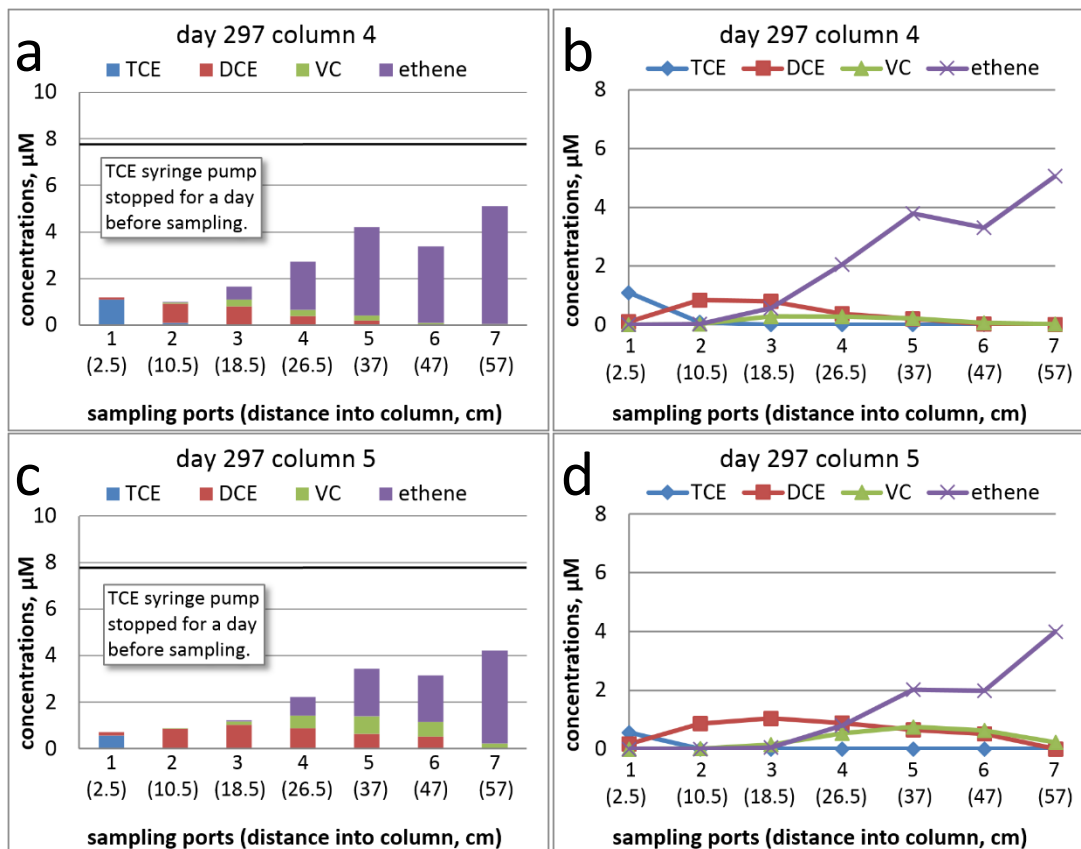 a
day 297 column 4
TCE DCE VC ethene
concentrations, µM
10
8
6
4
2
0
TCE syringe pump
stopped for a day
before sampling.
1 2 3 4 5 6 7
(2.5) (10.5) (18.5) (26.5) (37) (47) (57)
sampling ports (distance into column, cm)
b
day 297 column 4
TCE DCE VC ethene
concentrations, µM
8
6
4
2
0
1 2 3 4 5 6 7
(2.5) (10.5) (18.5) (26.5) (37) (47) (57)
sampling ports (distance into column, cm)
c
day 297 column 5
TCE DCE VC ethene
concentrations, µM
10
8
6
4
2
0
TCE syringe pump
stopped for a day
before sampling.
1 2 3 4 5 6 7
(2.5) (10.5) (18.5) (26.5) (37) (47) (57)
sampling ports (distance into column, cm)
d
day 297 column 5
TCE DCE VC ethene
concentrations, µM
8
6
4
2
0
1 2 3 4 5 6 7
(2.5) (10.5) (18.5) (26.5) (37) (47) (57)
sampling ports (distance into column, cm)